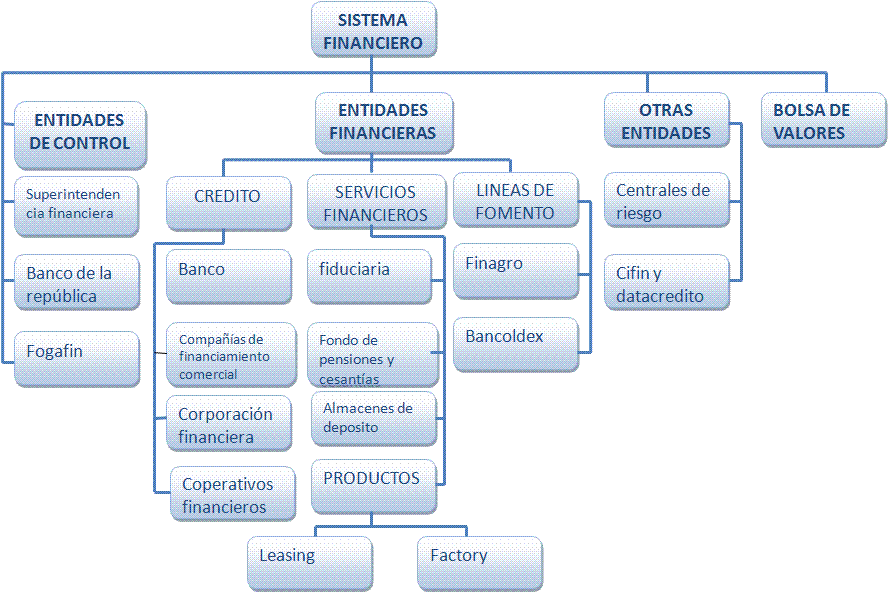 SISTEMA
FINANCIERO
ENTIDADES
DE CONTROL
Superintenden
cia financiera
Banco de la
república
Fogafin
ENTIDADES
FINANCIERAS
CREDITO
Banco
Compañías de
financiamiento
comercial
Corporación
financiera
Coperativos
financieros
SERVICIOS
FINANCIEROS
fiduciaria
Fondo de
pensiones y
cesantías
Almacenes de
deposito
PRODUCTOS
Leasing
Factory
LINEAS DE
FOMENTO
Finagro
Bancoldex
OTRAS
ENTIDADES
Centrales de
riesgo
Cifin y
datacredito
BOLSA DE
VALORES